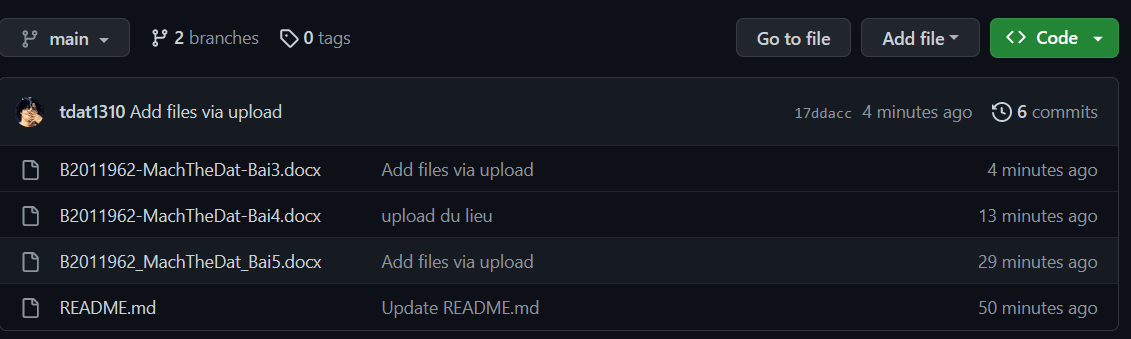 main 2 branches 0 tags Go to file Add file Code
tdat1310 Add files via upload 17ddacc 4 minutes ago 6 commits
B2011962-MachTheDat-Bai3.docx Add files via upload 4 minutes ago
B2011962-MachTheDat-Bai4.docx upload du lieu 13 minutes ago
B2011962_MachTheDat_Bai5.docx Add files via upload 29 minutes ago
README.md Update README.md 50 minutes ago